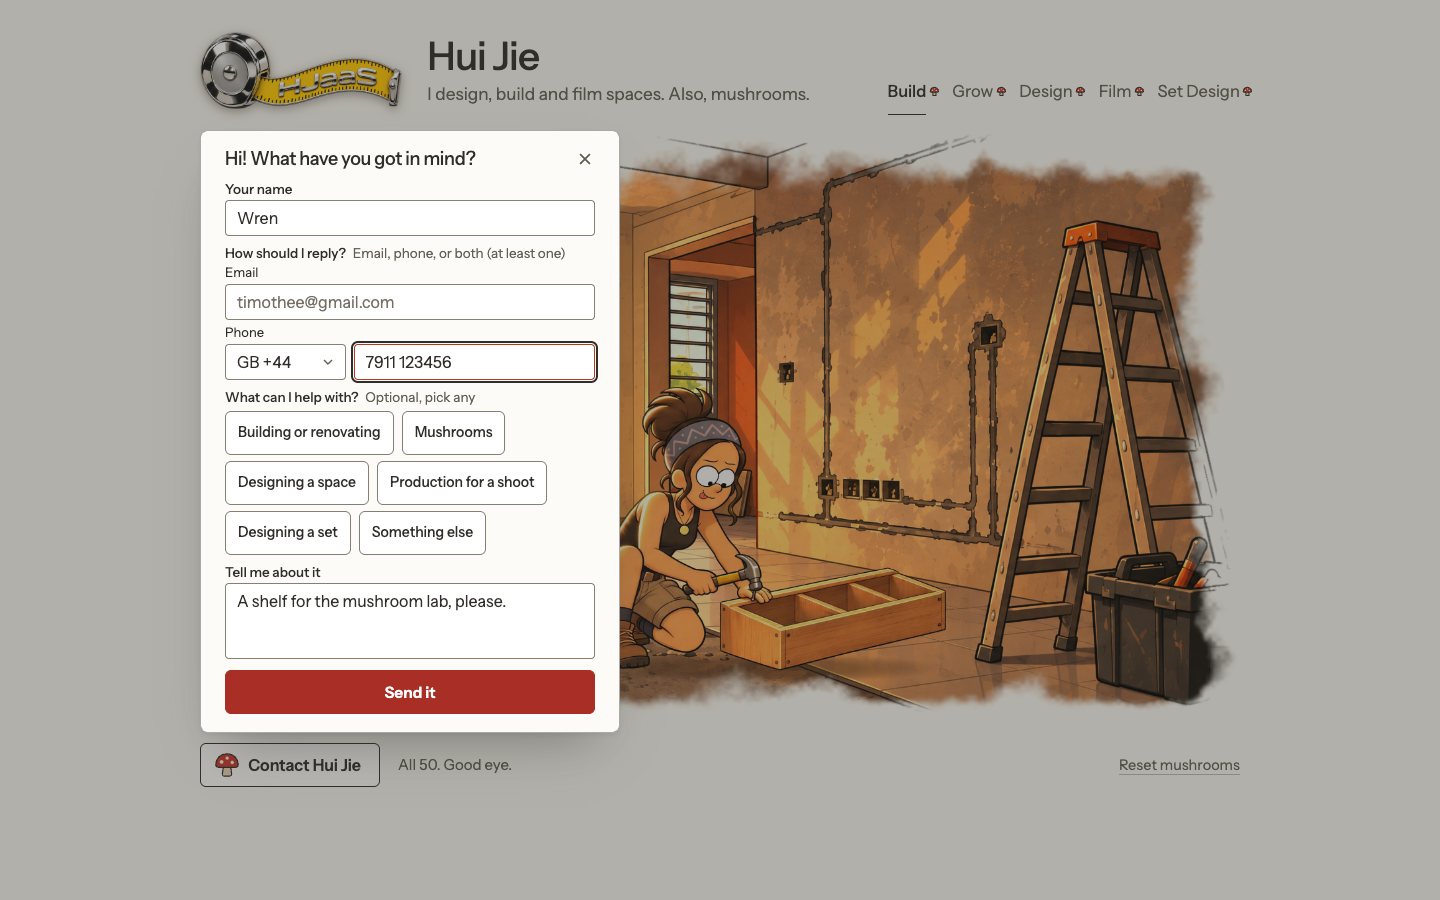 HJaaS
Hui Jie
I design, build and film spaces. Also, mushrooms.
Build Grow Design Film Set Design
Hi! What have you got in mind?
Your name
Wren
How should I reply? Email, phone, or both (at least one)
Email
timothee@gmail.com
Phone
GB +44 7911 123456
What can I help with? Optional, pick any
Building or renovating Mushrooms
Designing a space Production for a shoot
Designing a set Something else
Tell me about it
A shelf for the mushroom lab, please.
Send it
Contact Hui Jie All 50. Good eye. Reset mushrooms